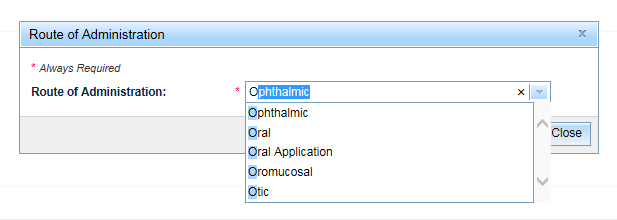 Route of Administration x
* Always Required
Route of Administration: * Ophthalmic ×
Ophthalmic
Oral
Oral Application
Oromucosal
Otic
Close